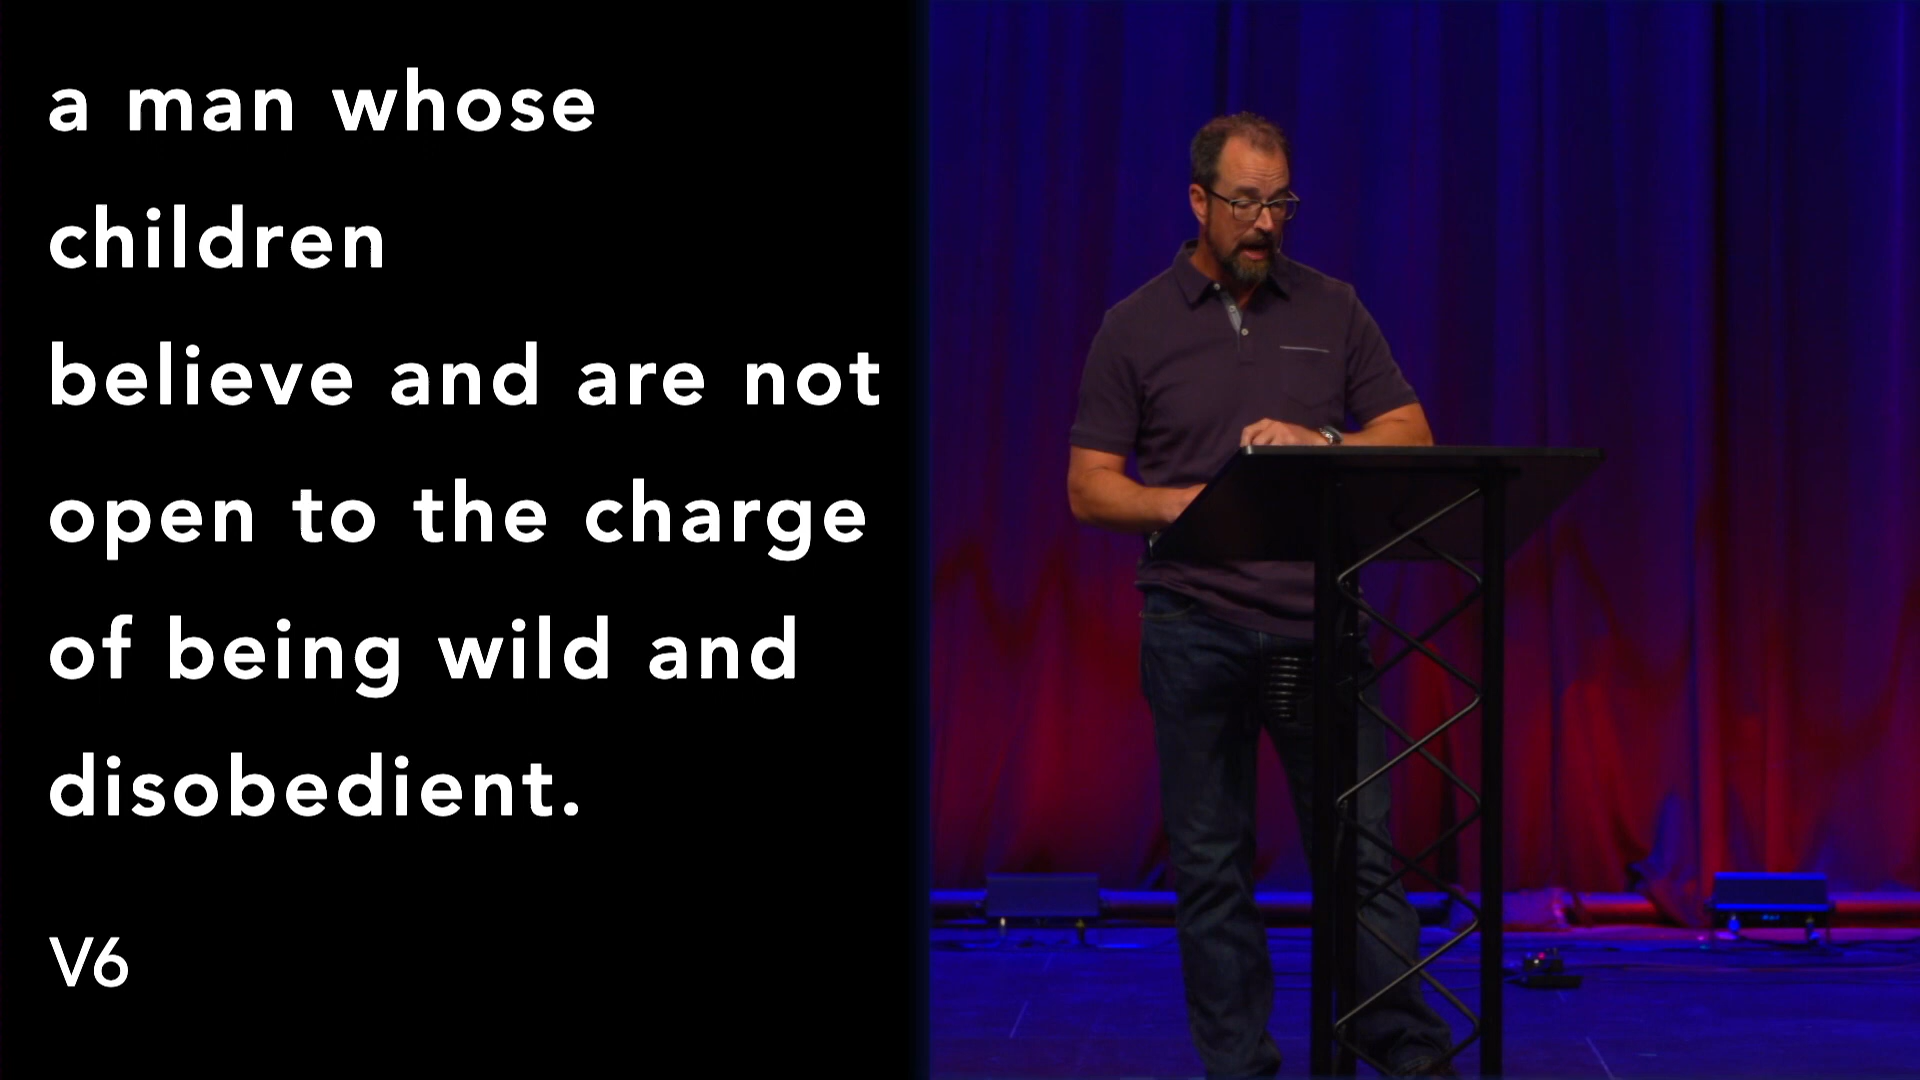 a man whose
children
believe and are not
open to the charge
of being wild and
disobedient.
V6